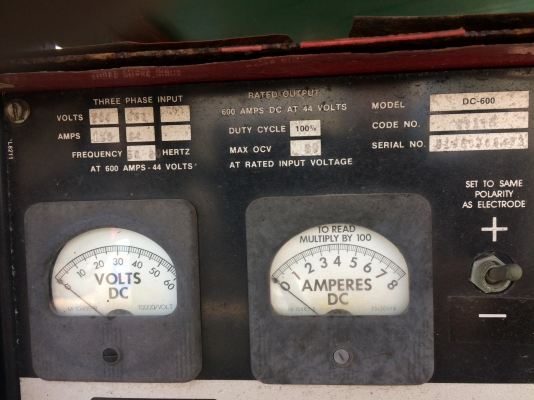 THREE PHASE INPUT
VOLTS
AMPS
FREQUENCY HERTZ
AT 600 AMPS - 44 VOLTS
RATED OUTPUT
600 AMPS DC AT 44 VOLTS
DUTY CYCLE 100%
MAX OCV 80
AT RATED INPUT VOLTAGE
MODEL DC-600
CODE NO.
SERIAL NO.
L8711
SET TO SAME
POLARITY
AS ELECTRODE
+
−
0 10 20 30 40 50 60
VOLTS
DC
TO READ
MULTIPLY BY 100
0 1 2 3 4 5 6 7 8
AMPERES
DC